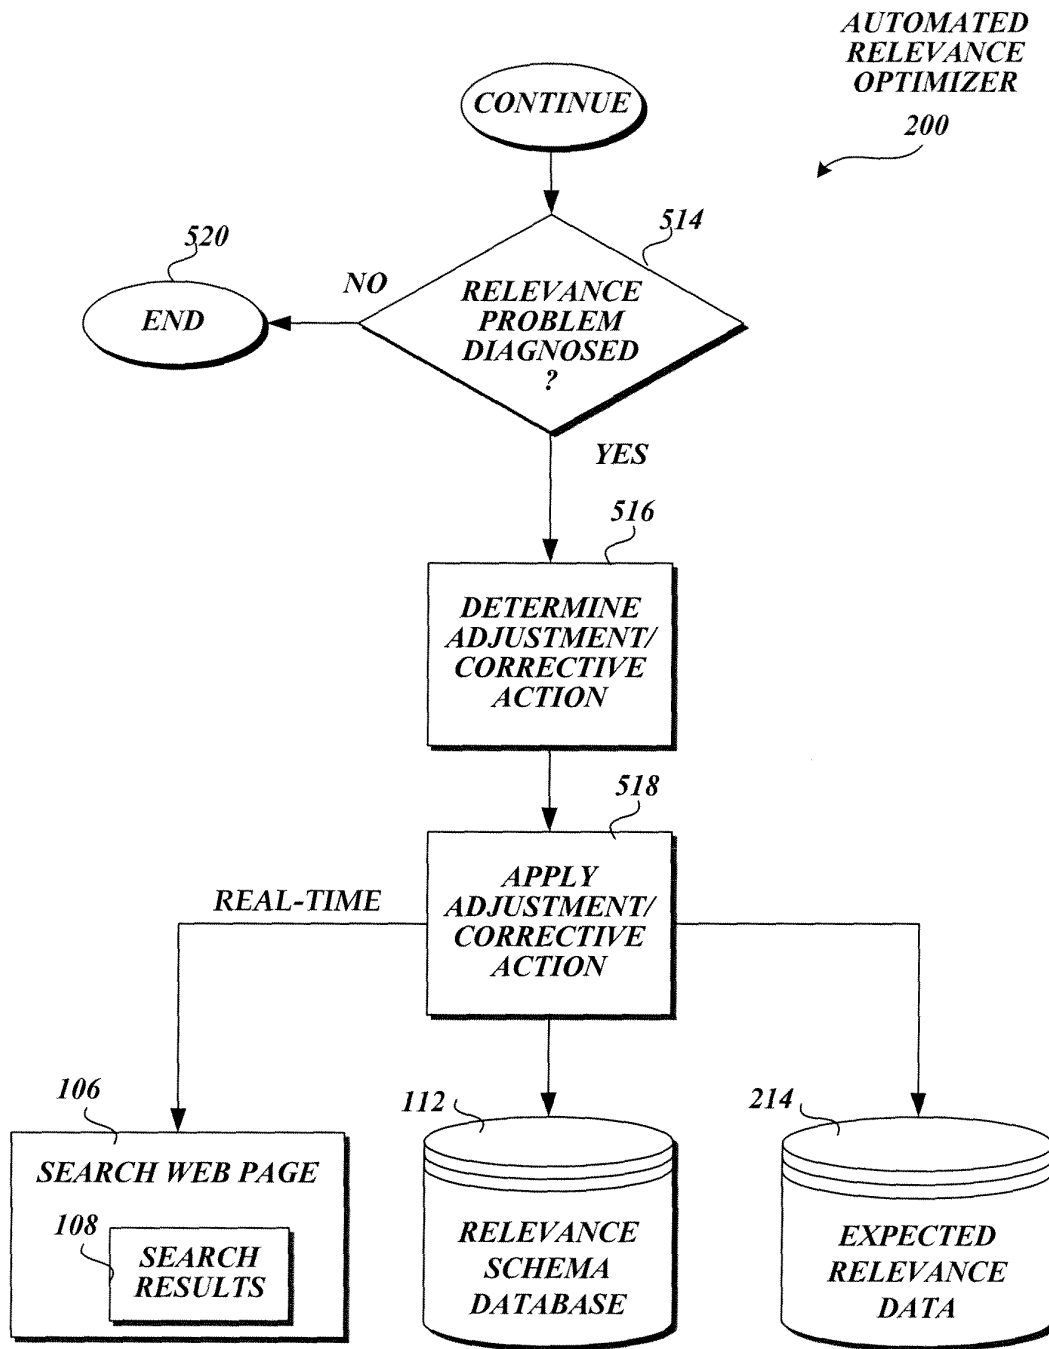 AUTOMATED
RELEVANCE
OPTIMIZER
200
CONTINUE
514
520
NO
END
RELEVANCE
PROBLEM
DIAGNOSED
?
YES
516
DETERMINE
ADJUSTMENT/
CORRECTIVE
ACTION
518
APPLY
ADJUSTMENT/
CORRECTIVE
ACTION
REAL-TIME
106
SEARCH WEB PAGE
108
SEARCH
RESULTS
112
RELEVANCE
SCHEMA
DATABASE
214
EXPECTED
RELEVANCE
DATA